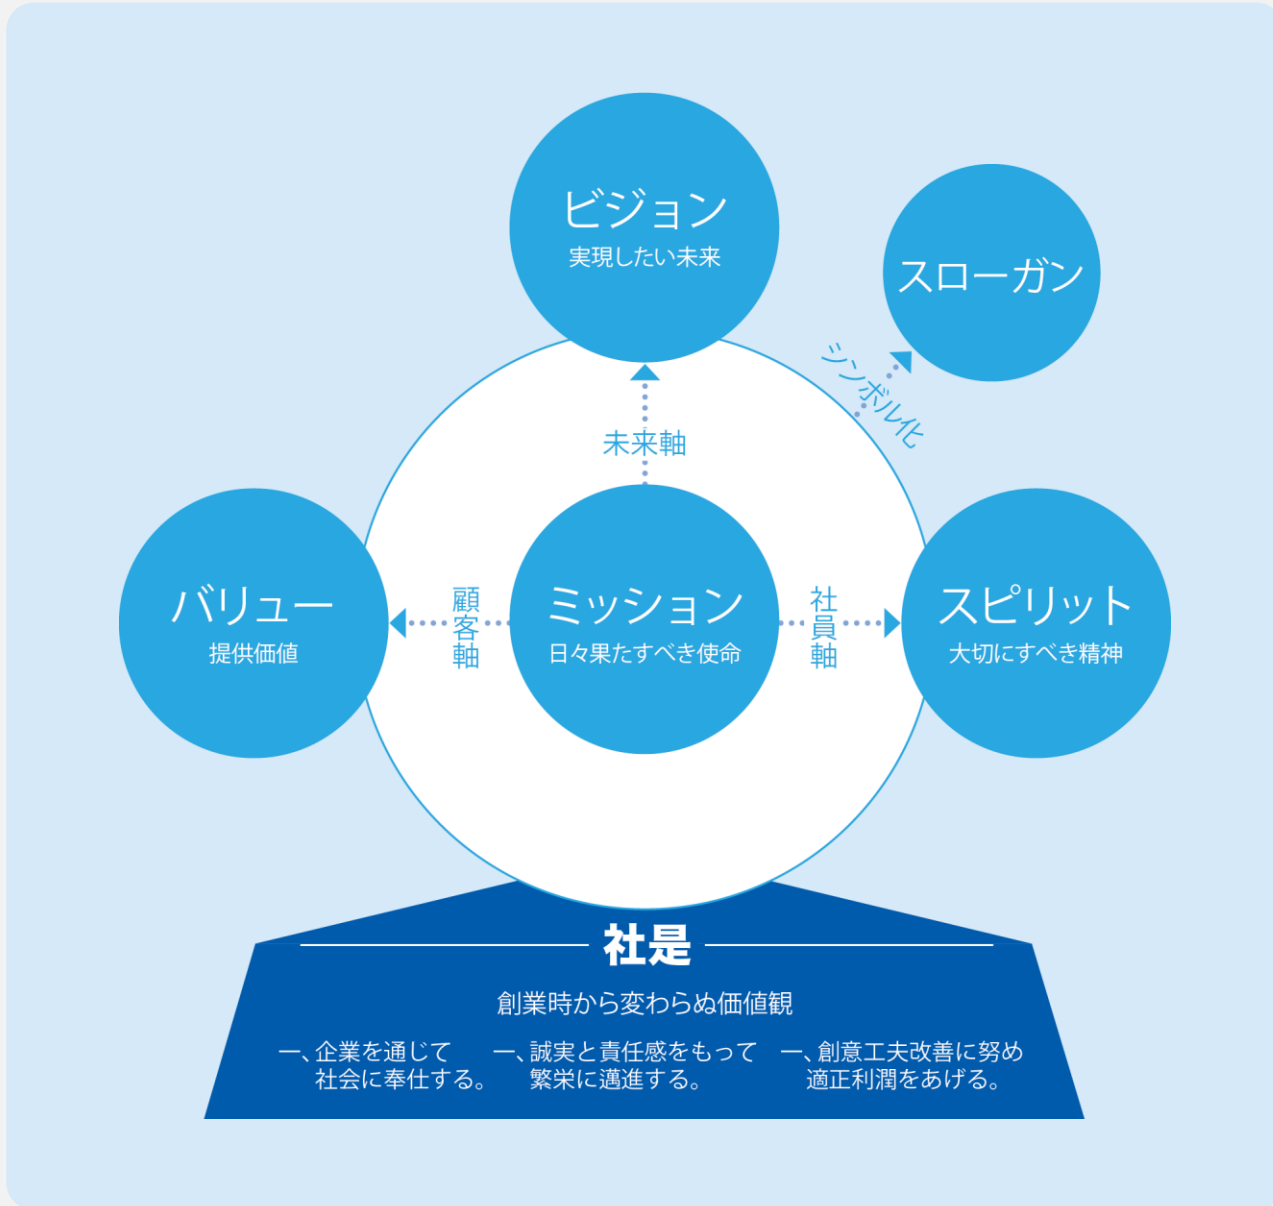 ビジョン
実現したい未来
スローガン
シンボル化
未来軸
バリュー
提供価値
顧客軸
ミッション
日々果たすべき使命
社員軸
スピリット
大切にすべき精神
社是
創業時から変わらぬ価値観
一、企業を通じて
社会に奉仕する。
一、誠実と責任感をもって
繁栄に邁進する。
一、創意工夫改善に努め
適正利潤をあげる。